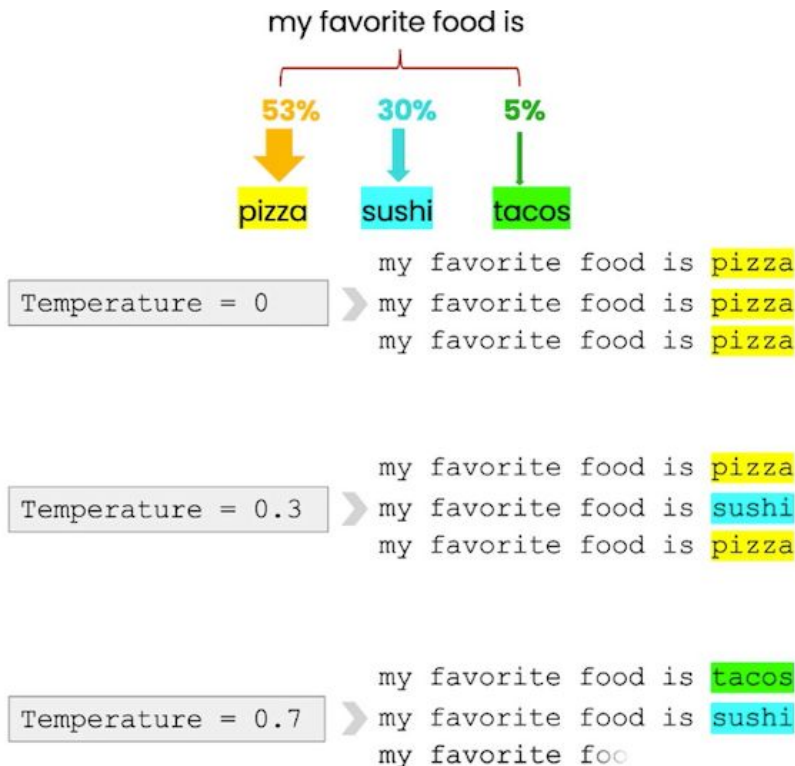 my favorite food is
53% 30% 5%
pizza sushi tacos
my favorite food is pizza
Temperature = 0
my favorite food is pizza
my favorite food is pizza
my favorite food is pizza
Temperature = 0.3
my favorite food is sushi
my favorite food is pizza
my favorite food is tacos
Temperature = 0.7
my favorite food is sushi
my favorite foo